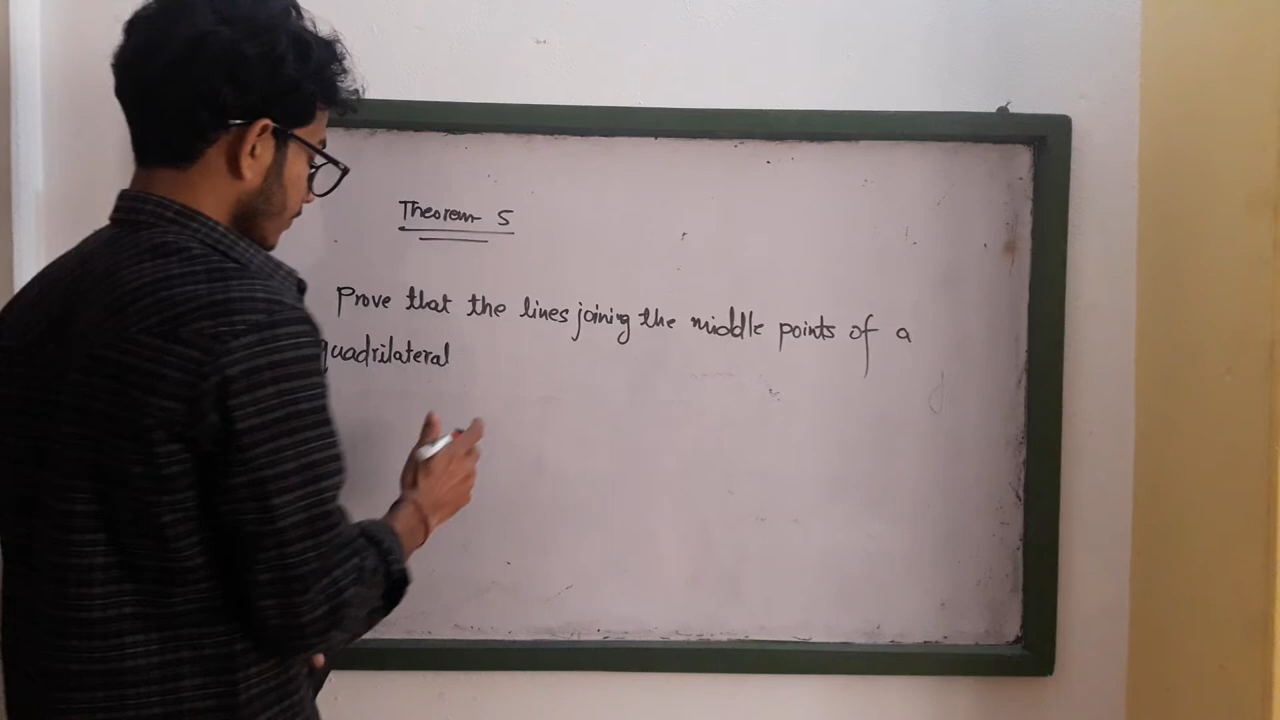 Theorem 5
Prove that the lines joining the middle points of a
quadrilateral